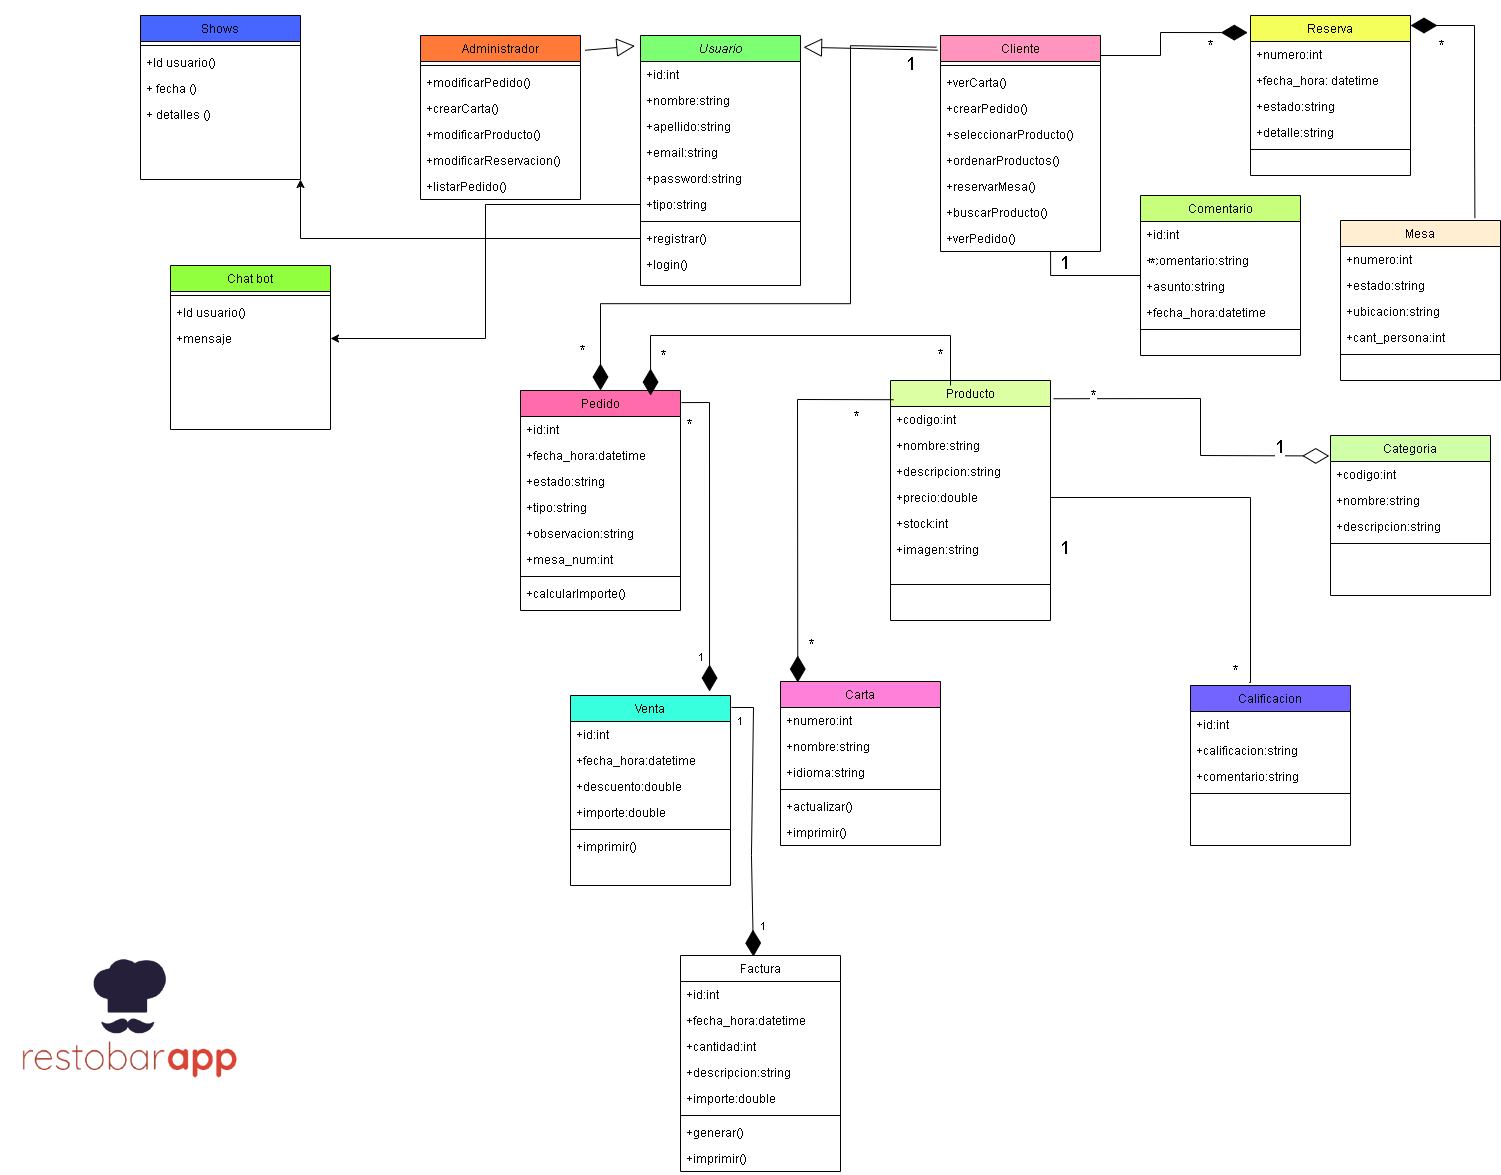 Shows
+Id usuario()
+ fecha ()
+ detalles ()
Administrador
+modificarPedido()
+crearCarta()
+modificarProducto()
+modificarReservacion()
+listarPedido()
Usuario
+id:int
+nombre:string
+apellido:string
+email:string
+password:string
+tipo:string
+registrar()
+login()
1
Cliente
+verCarta()
+crearPedido()
+seleccionarProducto()
+ordenarProductos()
+reservarMesa()
+buscarProducto()
+verPedido()
*
Reserva
+numero:int
+fecha_hora: datetime
+estado:string
+detalle:string
*
Comentario
+id:int
*:omentario:string
+asunto:string
+fecha_hora:datetime
1
Mesa
+numero:int
+estado:string
+ubicacion:string
+cant_persona:int
Chat bot
+Id usuario()
+mensaje
*
*
*
Pedido
+id:int
+fecha_hora:datetime
+estado:string
+tipo:string
+observacion:string
+mesa_num:int
+calcularImporte()
*
*
Producto
+codigo:int
+nombre:string
+descripcion:string
+precio:double
+stock:int
+imagen:string
*
1
Categoria
+codigo:int
+nombre:string
+descripcion:string
1
*
1
*
Venta
+id:int
+fecha_hora:datetime
+descuento:double
+importe:double
+imprimir()
1
Carta
+numero:int
+nombre:string
+idioma:string
+actualizar()
+imprimir()
Calificacion
+id:int
+calificacion:string
+comentario:string
1
Factura
+id:int
+fecha_hora:datetime
+cantidad:int
+descripcion:string
+importe:double
+generar()
+imprimir()
restobarapp